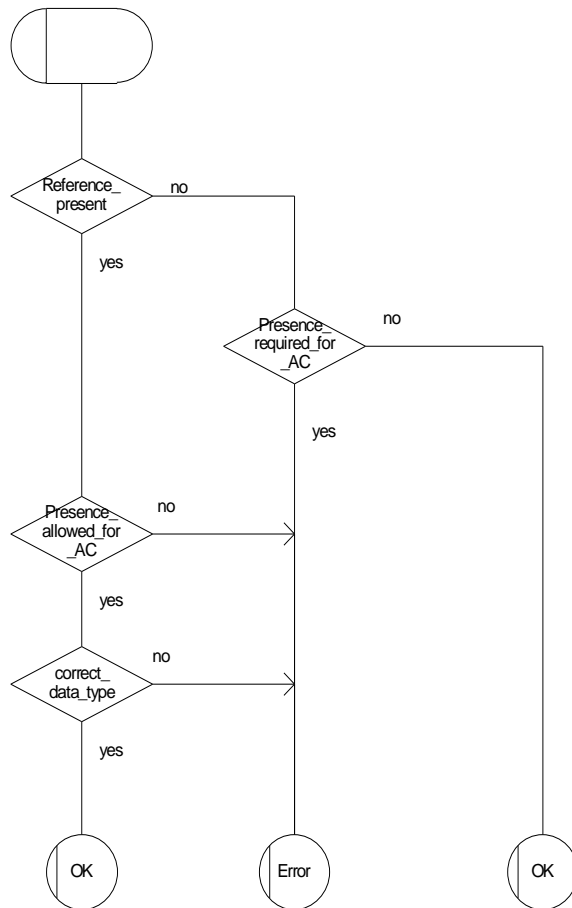 Reference_
present
no
yes
Presence_
required_for
_AC
no
yes
Presence_
allowed_for
_AC
no
yes
correct_
data_type
no
yes
OK
Error
OK